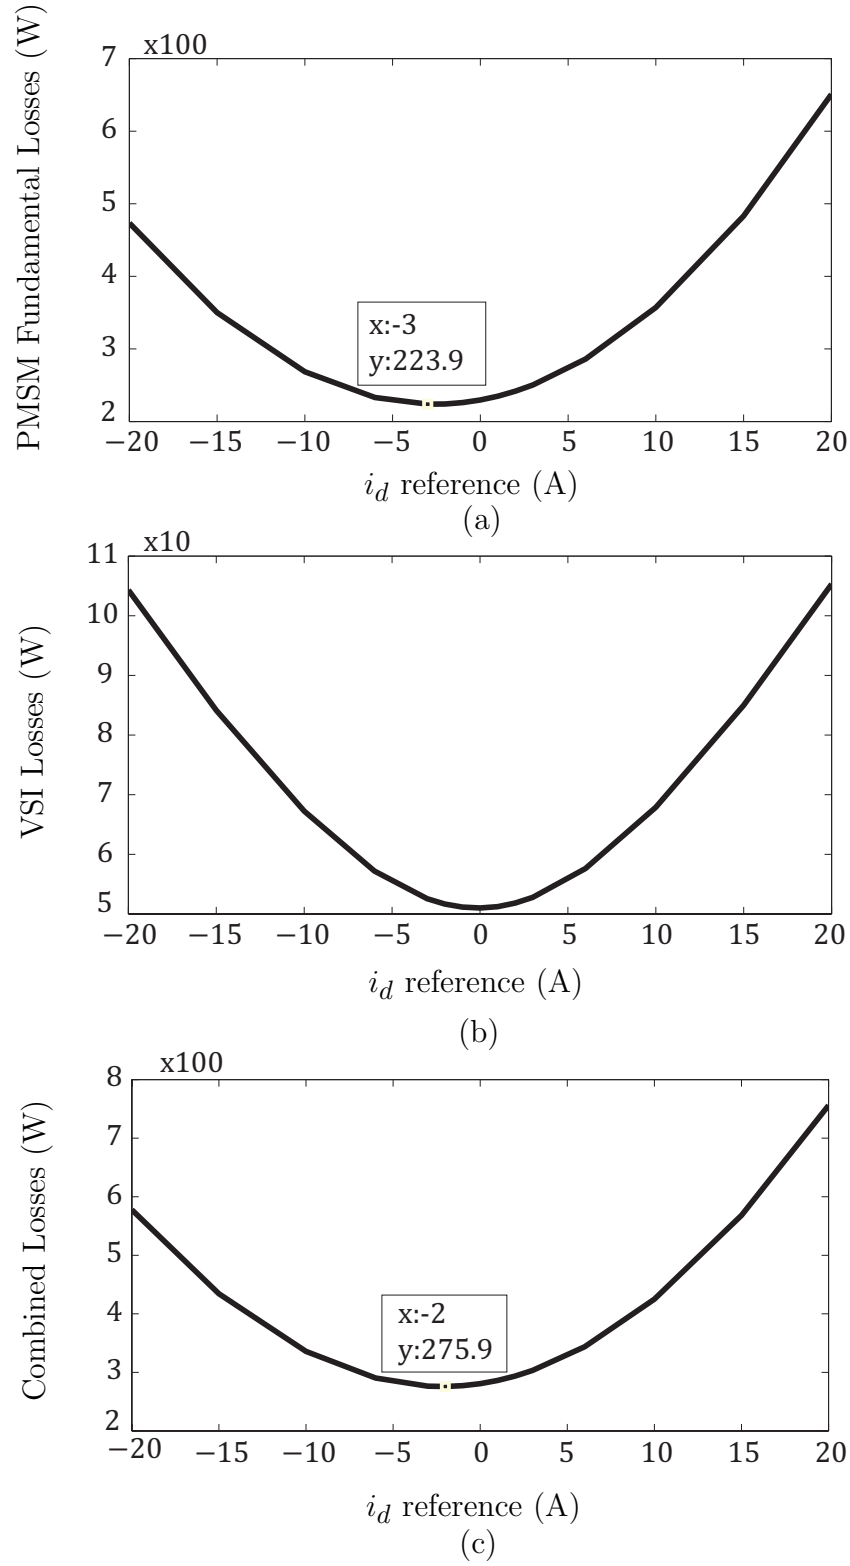 x100
PMSM Fundamental Losses (W)
7
6
5
4
3
2
x:-3
y:223.9
−20 −15 −10 −5 0 5 10 15 20
i_d reference (A)
(a)
x10
VSI Losses (W)
11
10
9
8
7
6
5
−20 −15 −10 −5 0 5 10 15 20
i_d reference (A)
(b)
x100
Combined Losses (W)
8
7
6
5
4
3
2
x:-2
y:275.9
−20 −15 −10 −5 0 5 10 15 20
i_d reference (A)
(c)